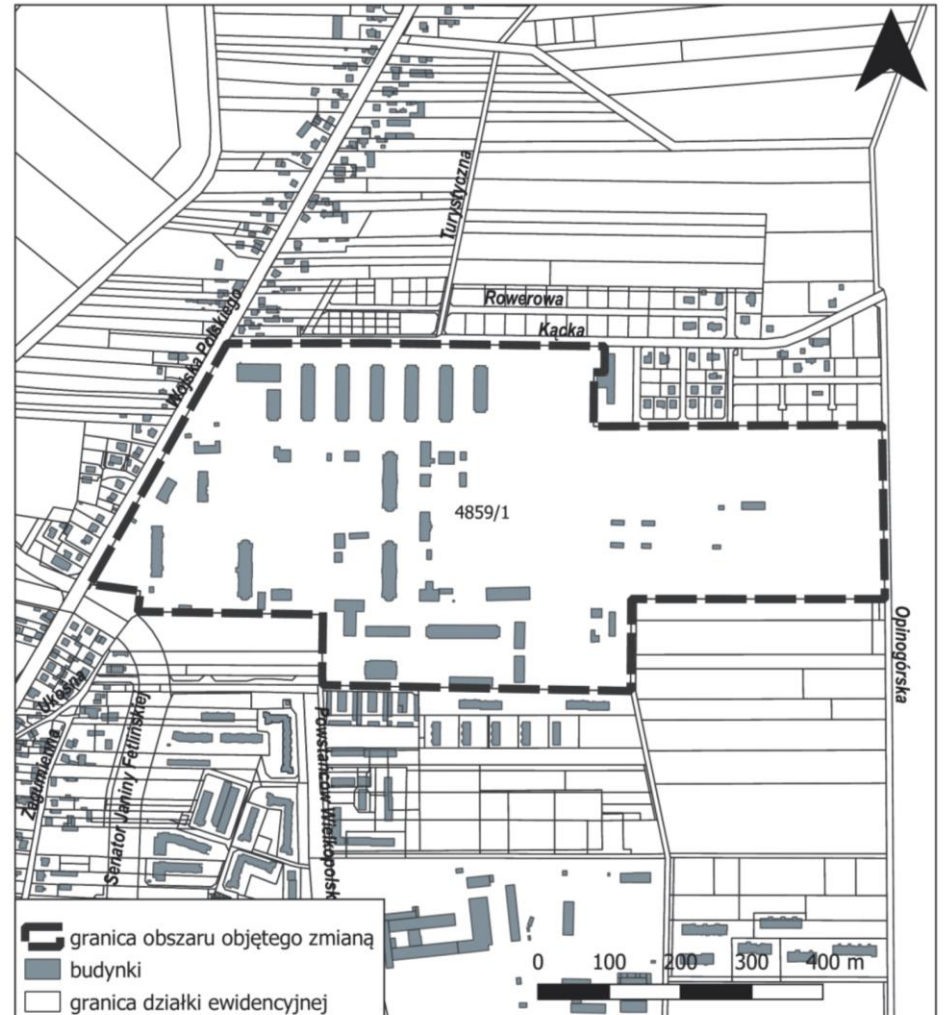 Turystyczna
Rowerowa
Kącka
Wojska Polskiego
4859/1
Opinogórska
Ukośna
Zagumienna
Senator Janiny Fetlińskiej
Powstańców Wielkopolsk
granica obszaru objętego zmianą
budynki
granica działki ewidencyjnej
0 100 200 300 400 m